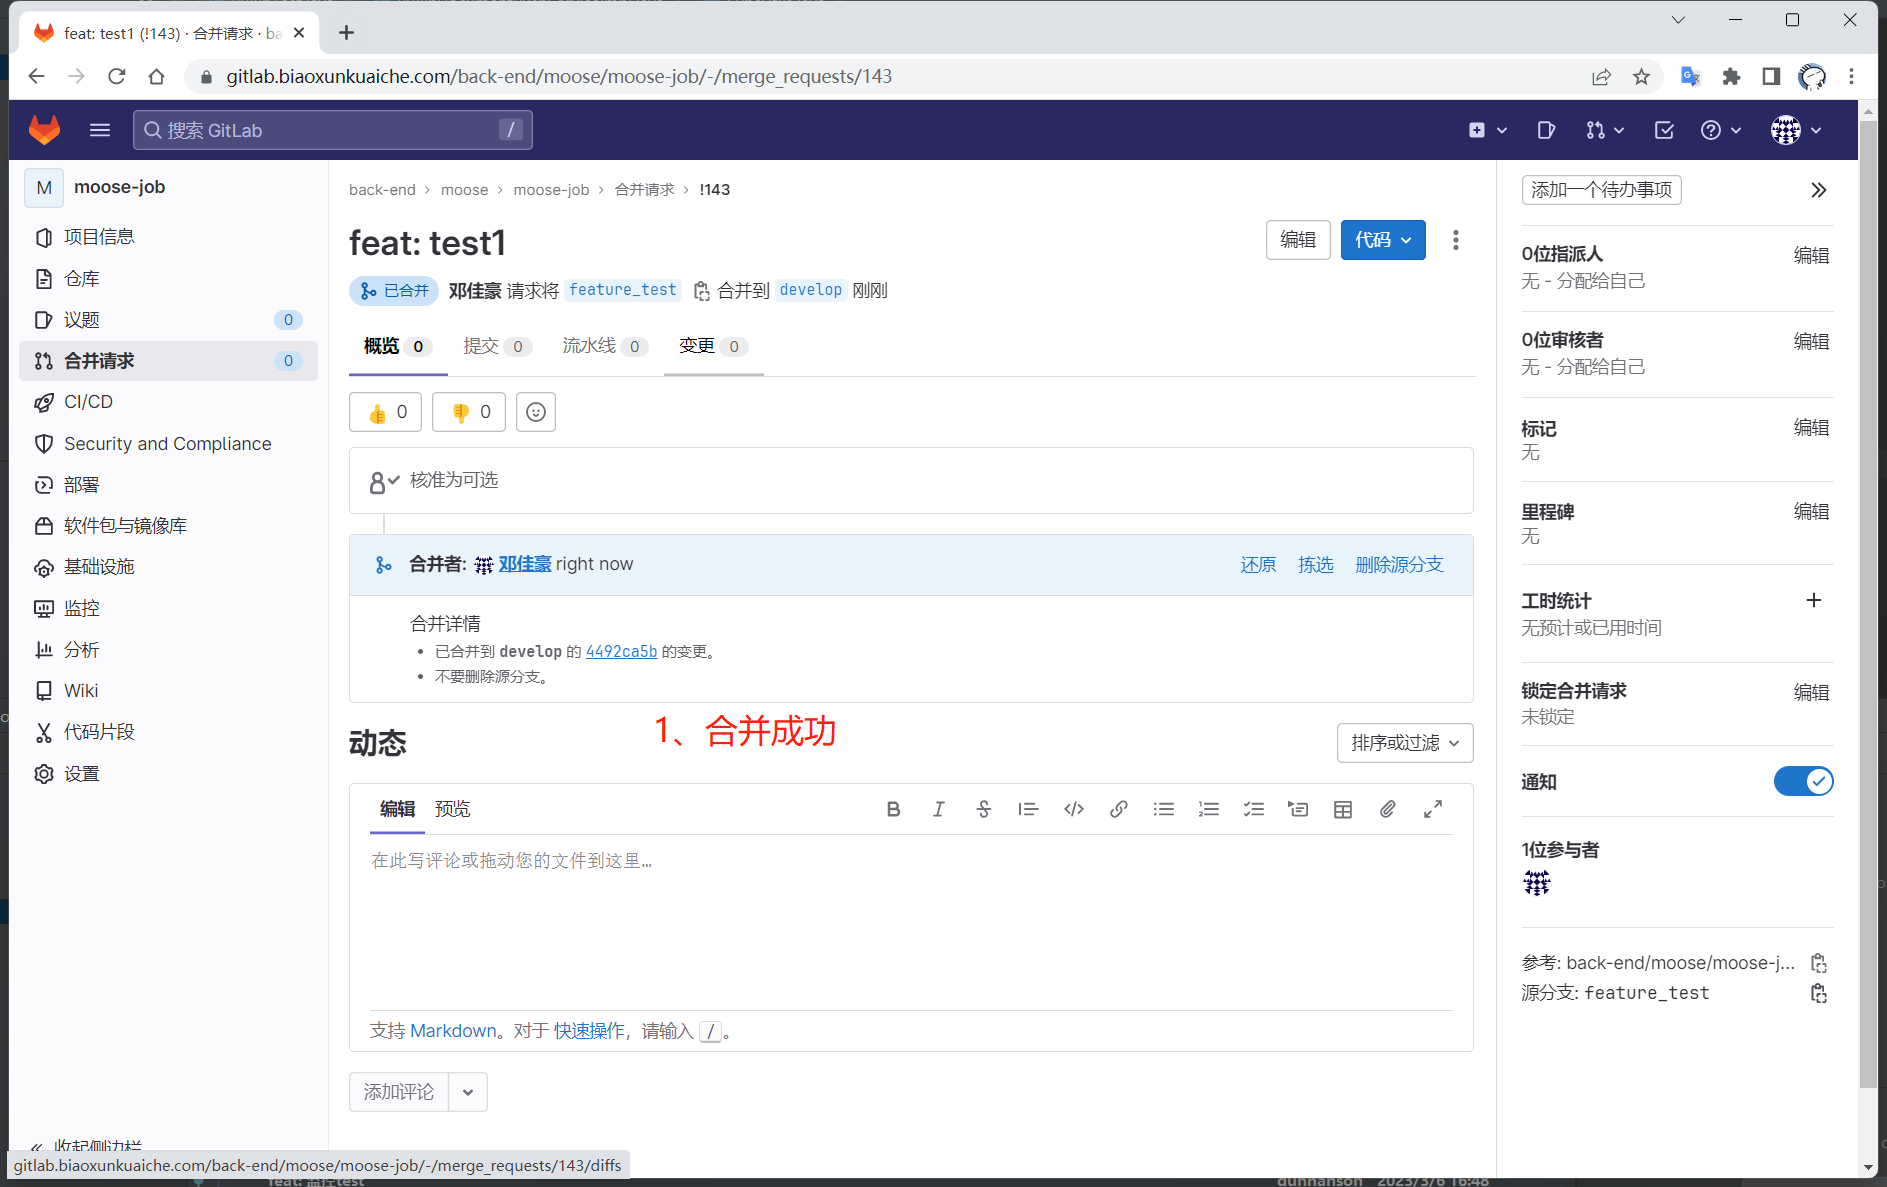 feat: test1 (!143) · 合并请求 · ba
gitlab.biaoxunkuaiche.com/back-end/moose/moose-job/-/merge_requests/143
搜索 GitLab /
M moose-job
项目信息
仓库
议题 0
合并请求 0
CI/CD
Security and Compliance
部署
软件包与镜像库
基础设施
监控
分析
Wiki
代码片段
设置
收起侧边栏
back-end › moose › moose-job › 合并请求 › !143
feat: test1
编辑 代码
已合并 邓佳豪 请求将 feature_test 合并到 develop 刚刚
概览 0 提交 0 流水线 0 变更 0
👍 0 👎 0
核准为可选
合并者: 邓佳豪 right now 还原 拣选 删除源分支
合并详情
• 已合并到 develop 的 4492ca5b 的变更。
• 不要删除源分支。
1、合并成功
动态 排序或过滤
编辑 预览
在此写评论或拖动您的文件到这里…
支持 Markdown。对于 快速操作，请输入 / 。
添加评论
添加一个待办事项
0位指派人 编辑
无 - 分配给自己
0位审核者 编辑
无 - 分配给自己
标记 编辑
无
里程碑 编辑
无
工时统计
无预计或已用时间
锁定合并请求 编辑
未锁定
通知
1位参与者
参考: back-end/moose/moose-j...
源分支: feature_test
gitlab.biaoxunkuaiche.com/back-end/moose/moose-job/-/merge_requests/143/diffs
feat: 监控test dunhanson 2023/3/6 16:48